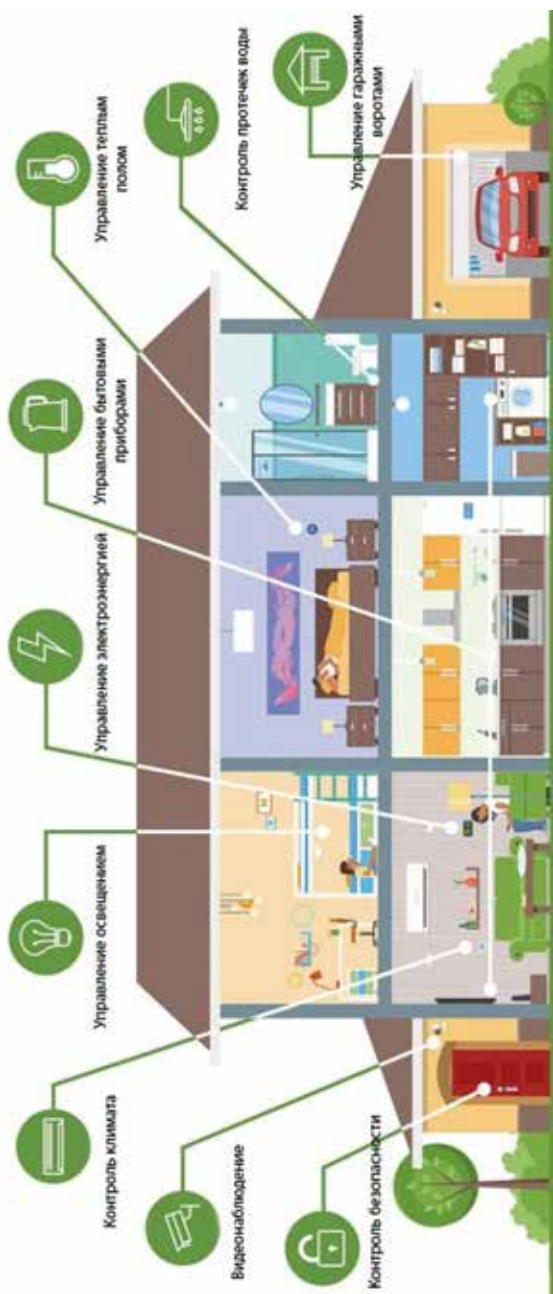 Контроль безопасности
Видеонаблюдение
Контроль климата
Управление освещением
Управление электроэнергией
Управление бытовыми
приборами
Управление теплым
полом
Контроль протечек воды
Управление гаражными
воротами